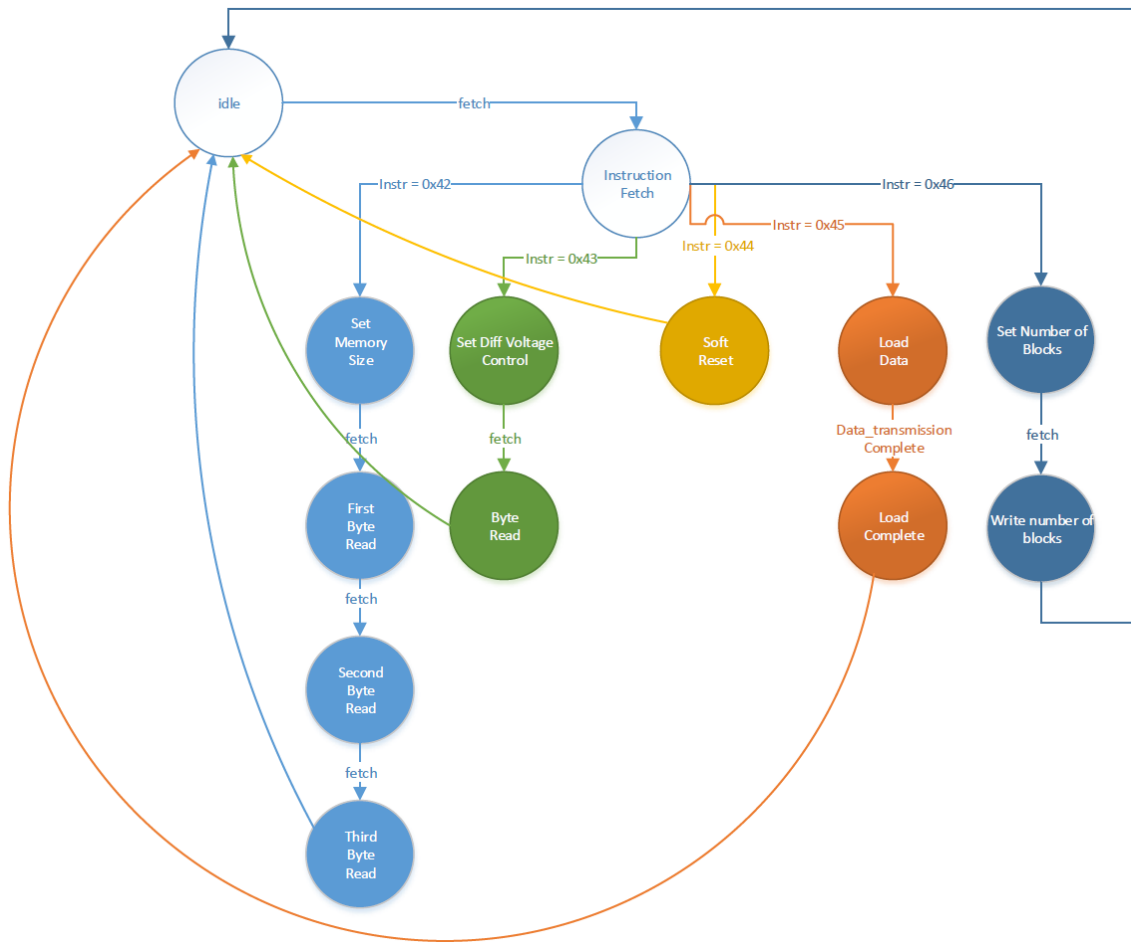 idle
fetch
Instruction
Fetch
Instr = 0x42
Instr = 0x46
Instr = 0x45
Instr = 0x44
Instr = 0x43
Set
Memory
Size
Set Diff Voltage
Control
Soft
Reset
Load
Data
Set Number of
Blocks
fetch
fetch
Data_transmission
Complete
fetch
First
Byte
Read
Byte
Read
Load
Complete
Write number of
blocks
fetch
Second
Byte
Read
fetch
Third
Byte
Read